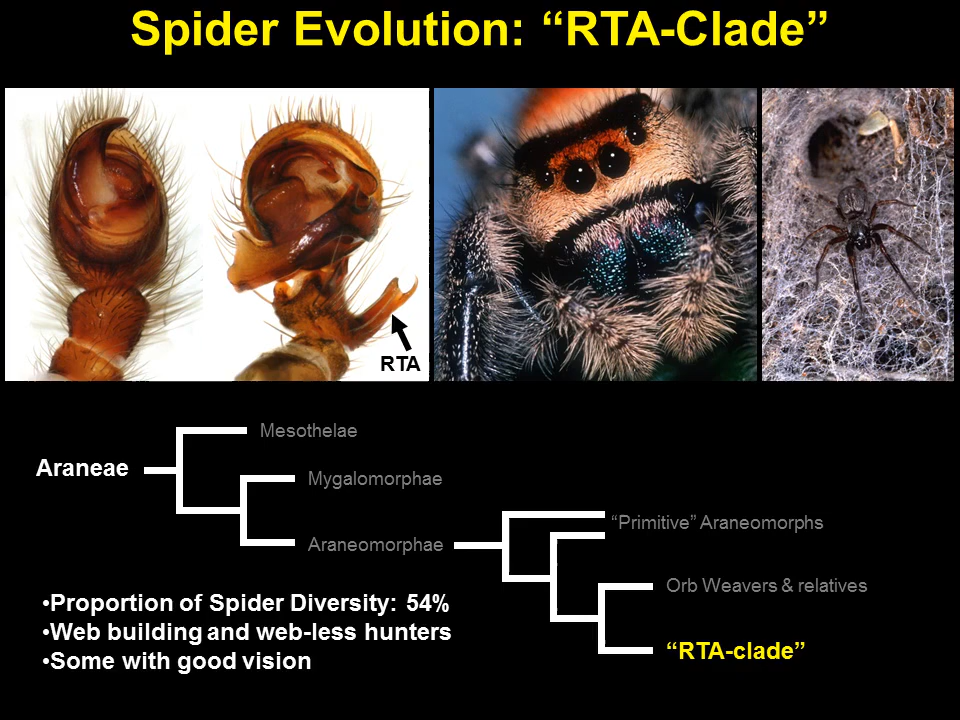 Spider Evolution: “RTA-Clade”
RTA
Mesothelae
Araneae
Mygalomorphae
“Primitive” Araneomorphs
Araneomorphae
Orb Weavers & relatives
•Proportion of Spider Diversity: 54%
•Web building and web-less hunters
“RTA-clade”
•Some with good vision